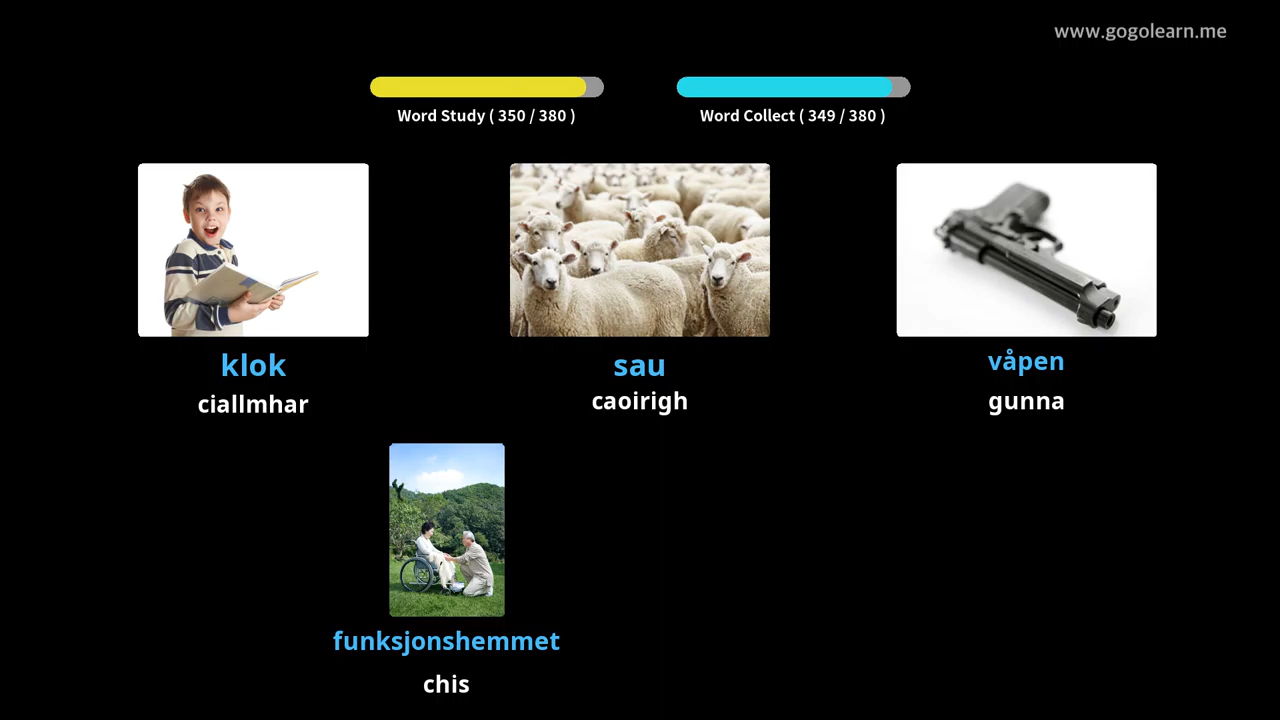 www.gogolearn.me
Word Study ( 350 / 380 )
Word Collect ( 349 / 380 )
klok
ciallmhar
sau
caoirigh
våpen
gunna
funksjonshemmet
chis